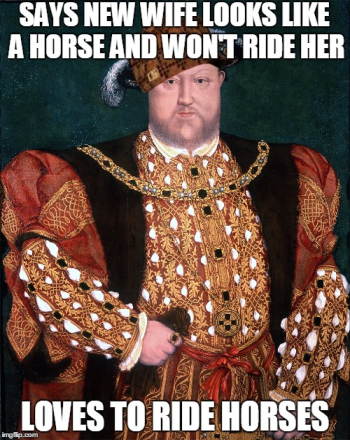 SAYS NEW WIFE LOOKS LIKE
A HORSE AND WON'T RIDE HER
LOVES TO RIDE HORSES
imgflip.com